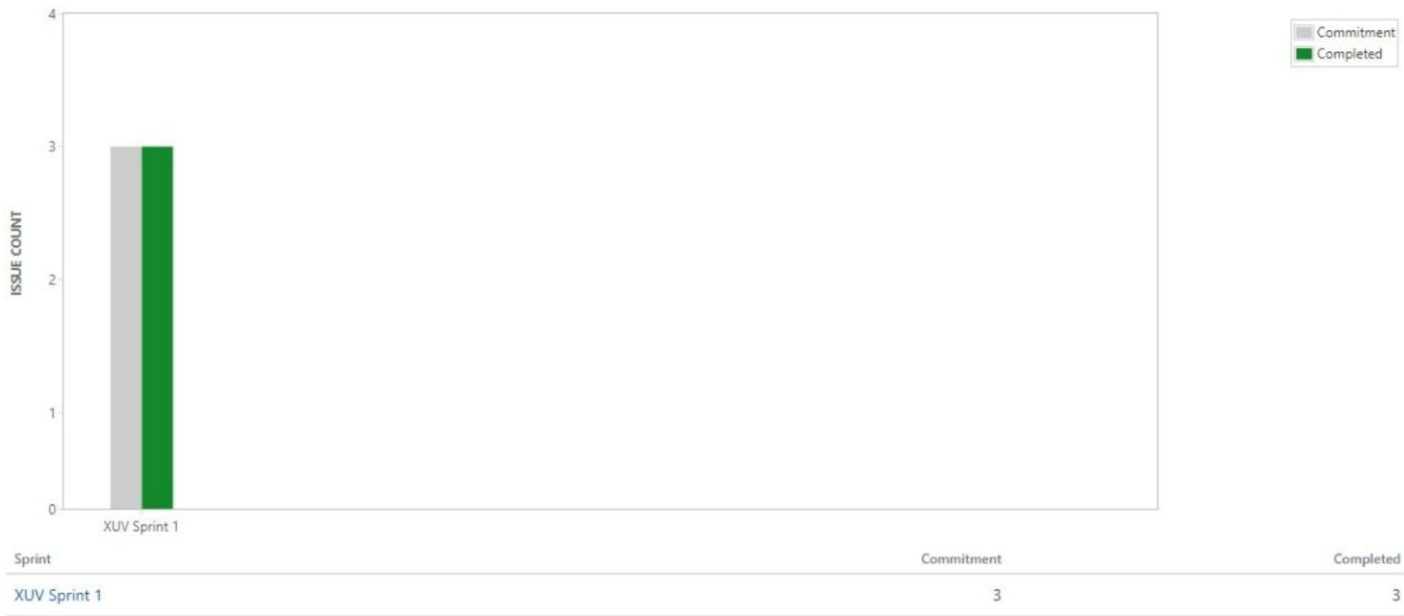 4
Commitment
Completed
3
ISSUE COUNT
2
1
0
XUV Sprint 1
Sprint Commitment Completed
XUV Sprint 1 3 3